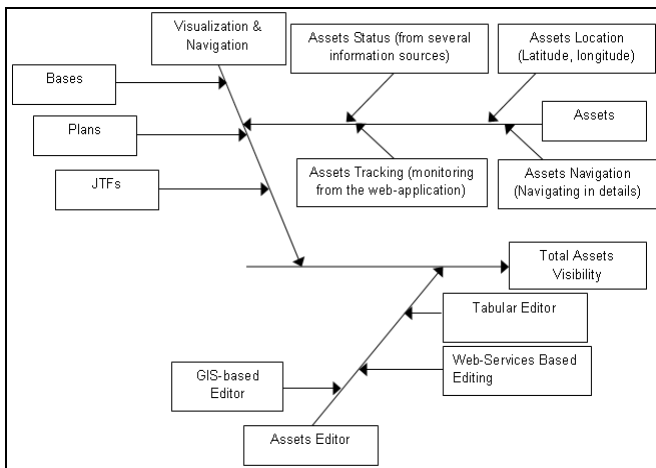 Visualization &
Navigation
Assets Status (from several
information sources)
Assets Location
(Latitude, longitude)
Bases
Assets
Plans
Assets Tracking (monitoring
from the web-application)
Assets Navigation
(Navigating in details)
JTFs
Total Assets
Visibility
Tabular Editor
Web-Services Based
Editing
GIS-based
Editor
Assets Editor